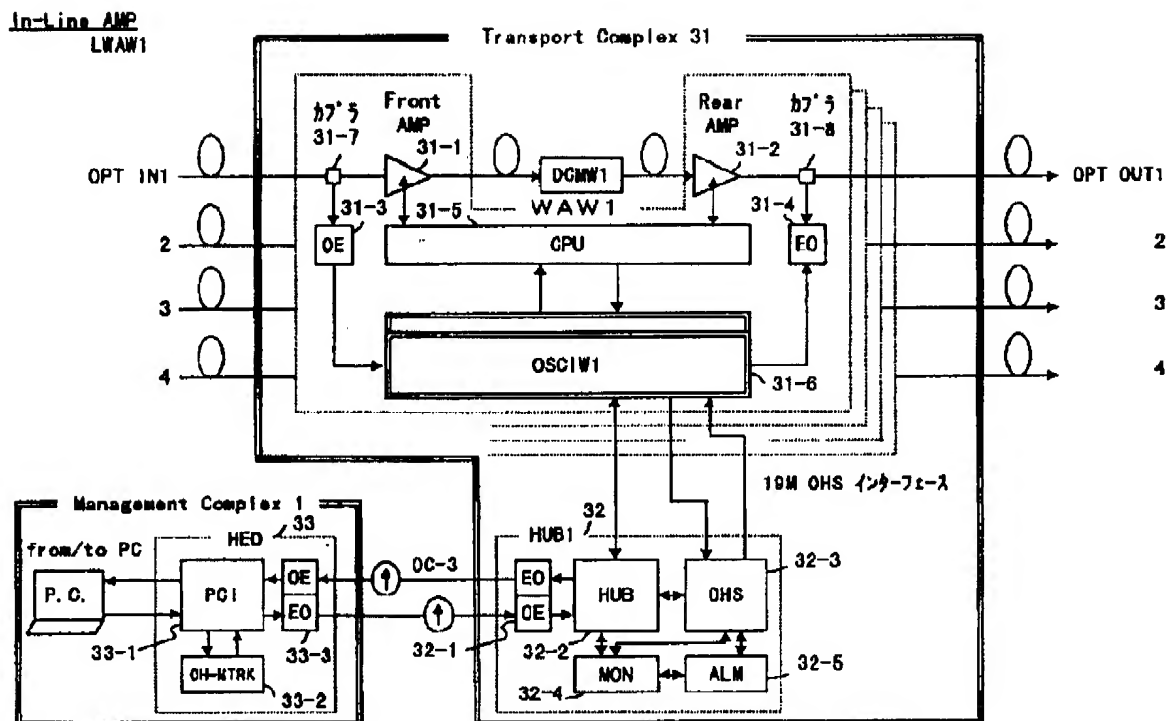 In-Line AMP
LWAW1
Transport Complex 31
カプラ
31-7
Front
AMP
31-1
Rear
AMP
カプラ
31-8
31-2
OPT IN1
DCMW1
OPT OUT1
31-3
31-5
WAW1
31-4
OE
CPU
EO
2
2
3
3
OSCIW1
31-6
4
4
19M OHS インターフェース
Management Complex 1
HED
33
32
HUB1
from/to PC
OC-3
32-3
P.C.
PCI
OE
EO
EO
OE
HUB
OHS
33-1
33-3
32-1
32-2
32-5
OH-MTRK
33-2
32-4
MON
ALM